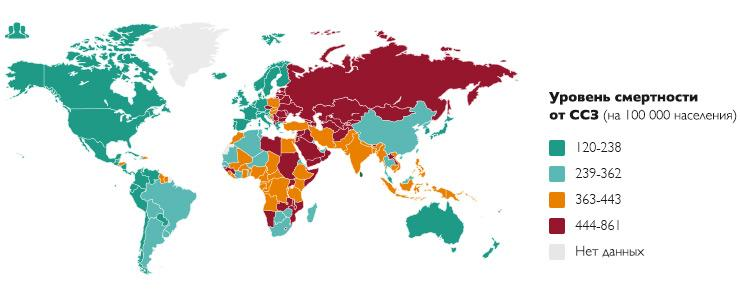 Уровень смертности
от ССЗ (на 100 000 населения)
120-238
239-362
363-443
444-861
Нет данных